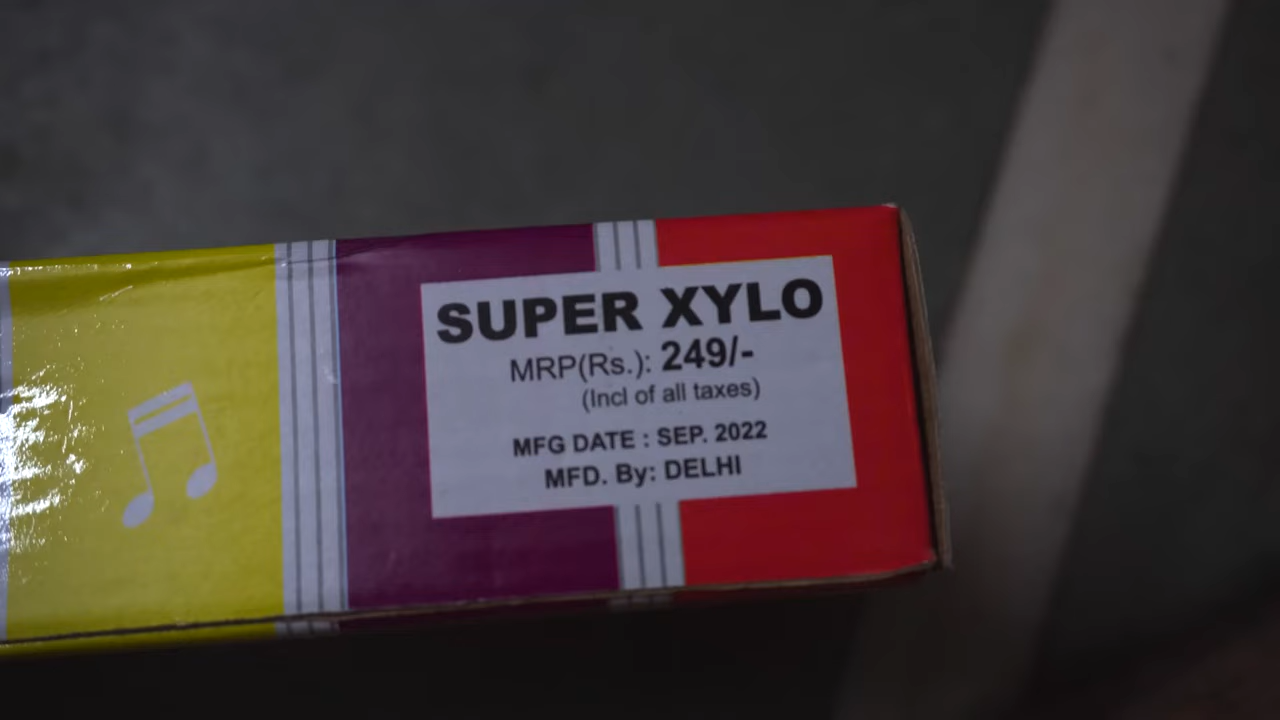 SUPER XYLO
MRP(Rs.): 249/-
(Incl of all taxes)
MFG DATE : SEP. 2022
MFD. By: DELHI